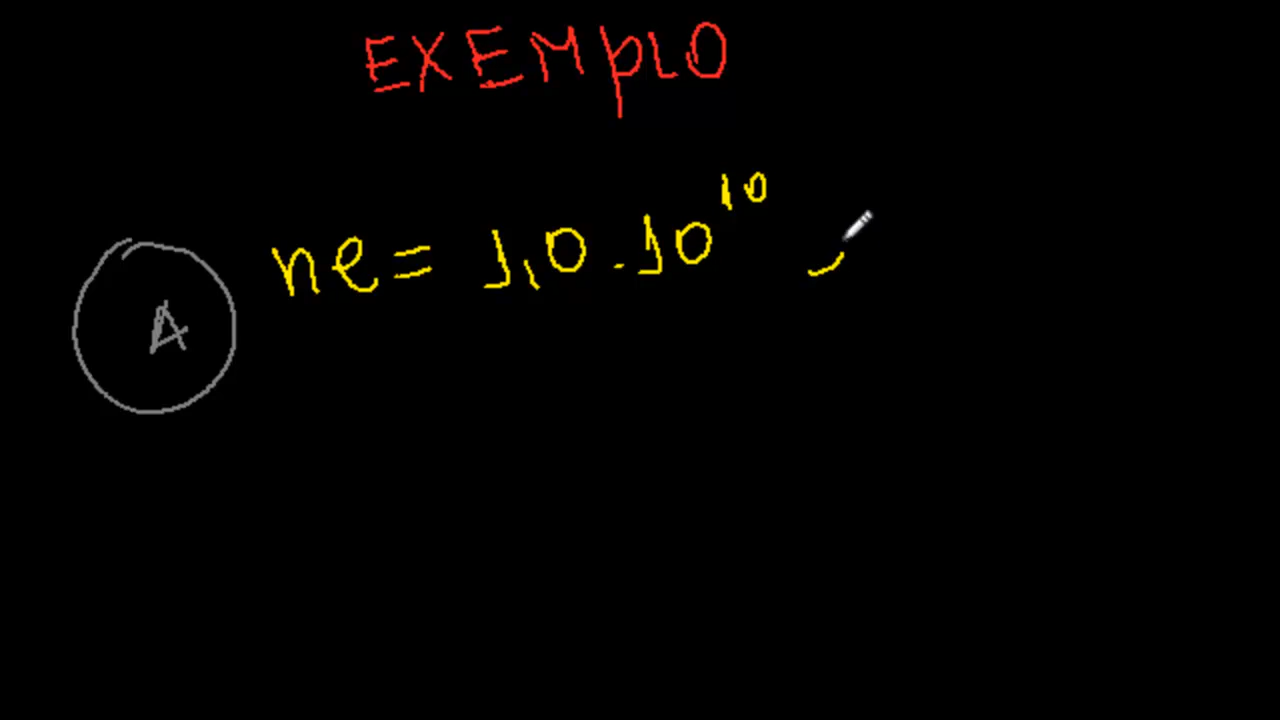 EXEMPLO
ne = 1,0 . 10¹⁰
A